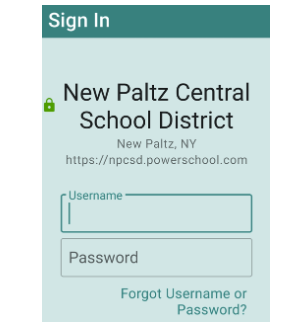 Sign In
New Paltz Central
School District
New Paltz, NY
https://npcsd.powerschool.com
Username
Password
Forgot Username or
Password?